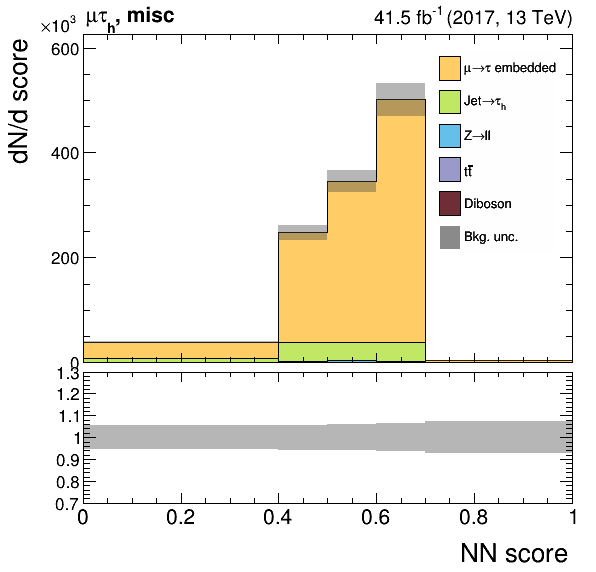 ×10³ μτh, misc 41.5 fb⁻¹ (2017, 13 TeV)
dN/d score
600
400
200
0
μ→τ embedded
Jet→τh
Z→ll
tt̄
Diboson
Bkg. unc.
1.3
1.2
1.1
1
0.9
0.8
0.7
0 0.2 0.4 0.6 0.8 1
NN score